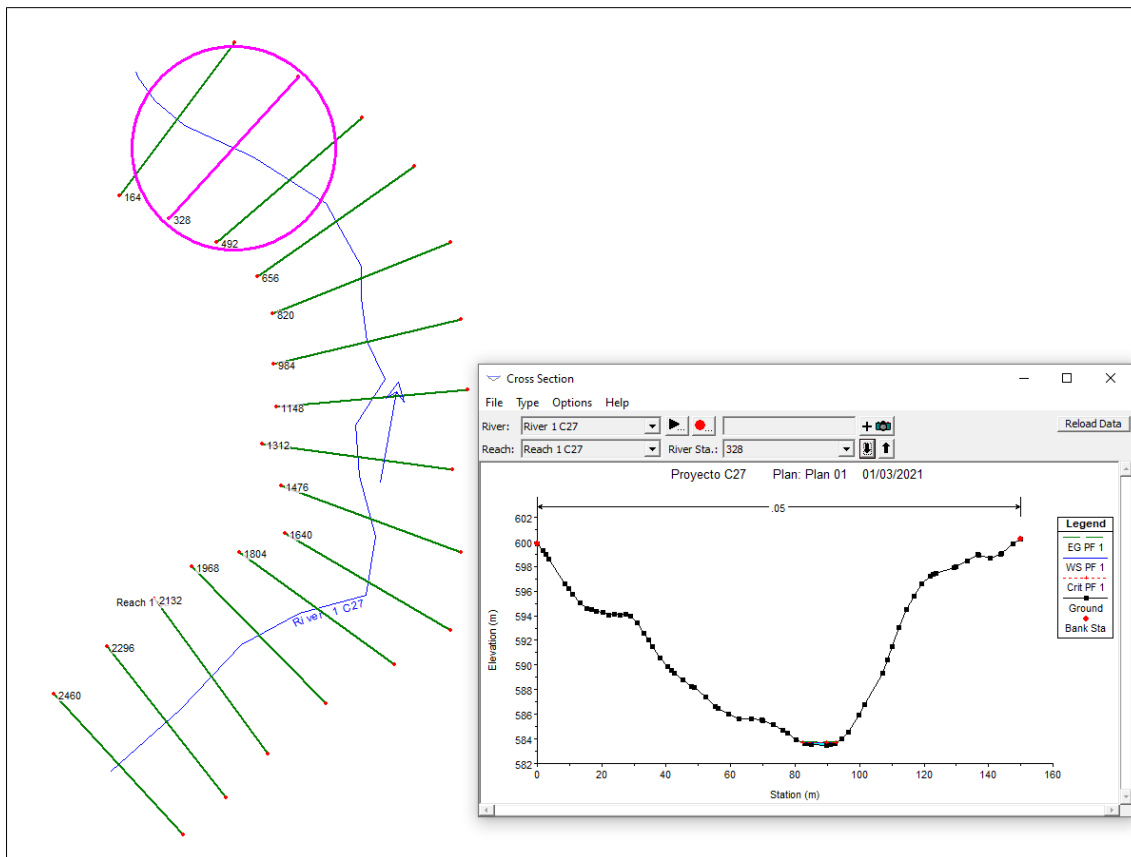 164
328
492
656
820
984
1148
1312
1476
1640
1804
1968
Reach 1
2132
River 1 C27
2296
2460
Cross Section
File Type Options Help
River: River 1 C27
Reload Data
Reach: Reach 1 C27 River Sta.: 328
Proyecto C27 Plan: Plan 01 01/03/2021
.05
602
600
598
596
594
592
590
588
586
584
582
Elevation (m)
0 20 40 60 80 100 120 140 160
Station (m)
Legend
EG PF 1
WS PF 1
Crit PF 1
Ground
Bank Sta